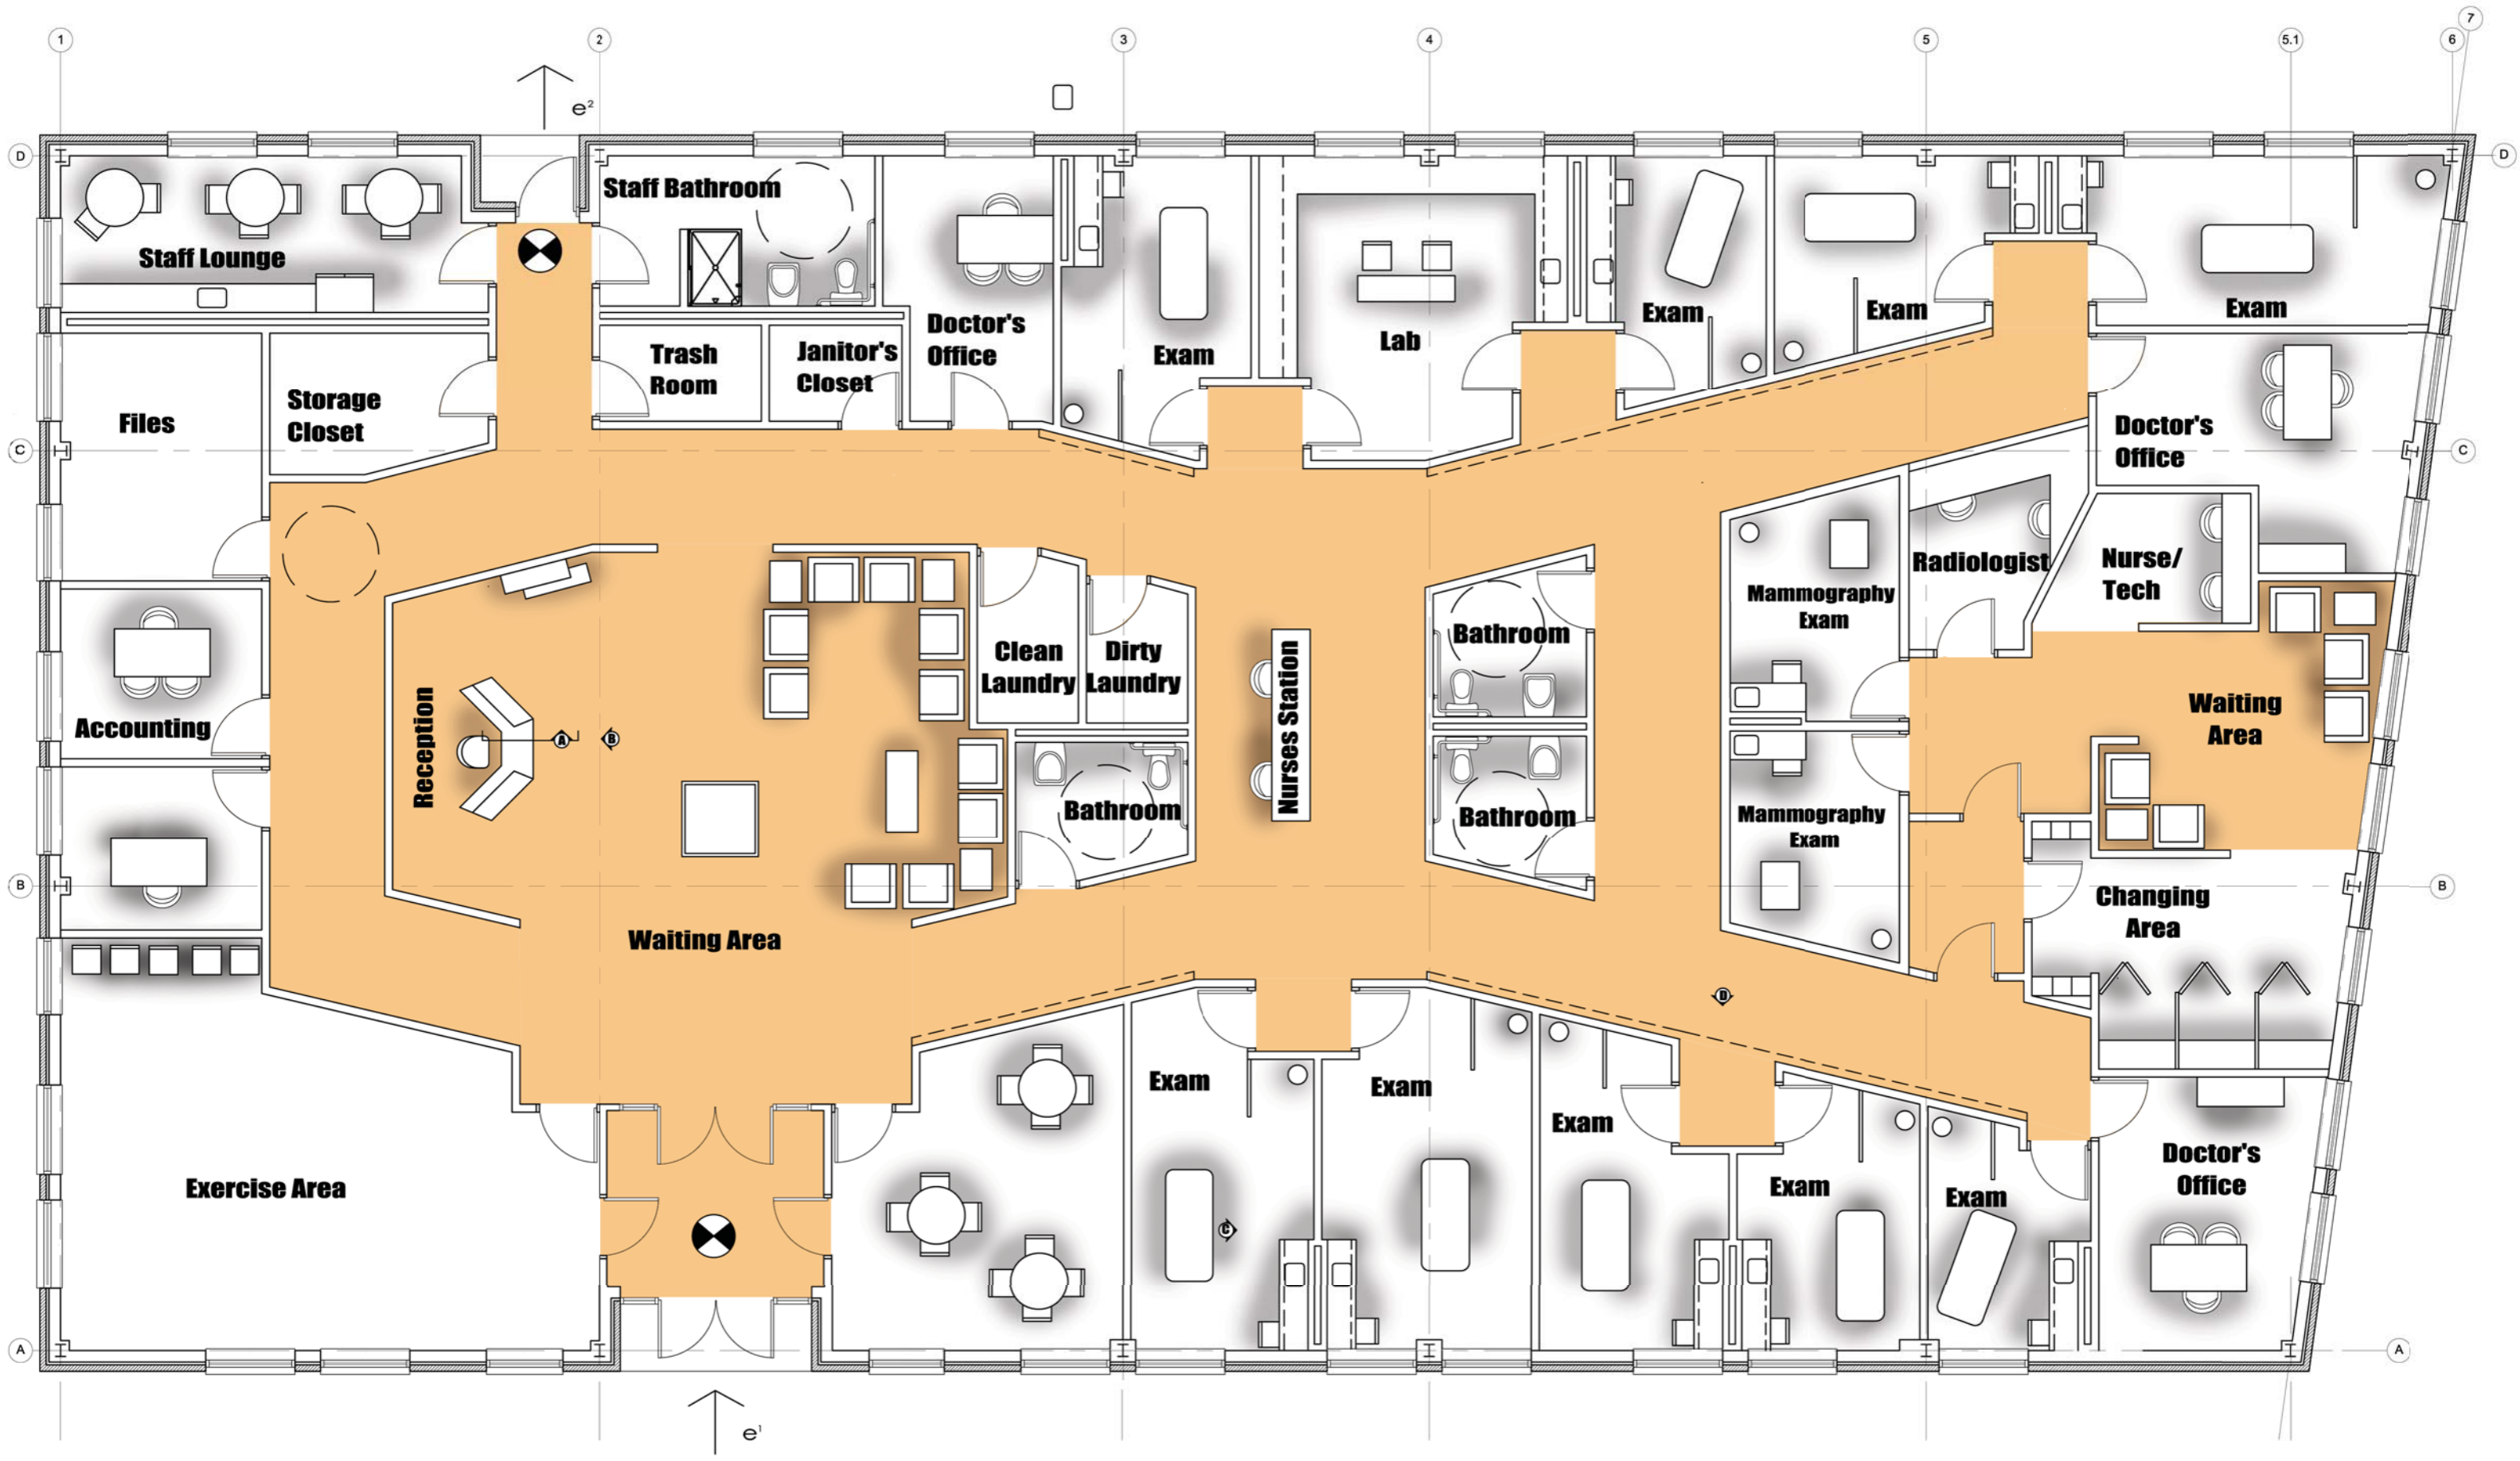 7
1
2
3
4
5
5.1
6
e²
D
D
Staff Bathroom
Staff Lounge
Exam
Exam
Exam
Doctor's
Office
Lab
Exam
Trash
Room
Janitor's
Closet
Storage
Closet
Files
Doctor's
Office
C
C
Radiologist
Nurse/
Tech
Mammography
Exam
Bathroom
Clean
Laundry
Dirty
Laundry
Nurses Station
Reception
Accounting
A
B
Waiting
Area
Bathroom
Bathroom
Mammography
Exam
B
B
Changing
Area
Waiting Area
D
Exam
Exam
Exam
Doctor's
Office
Exercise Area
Exam
Exam
C
A
A
e¹